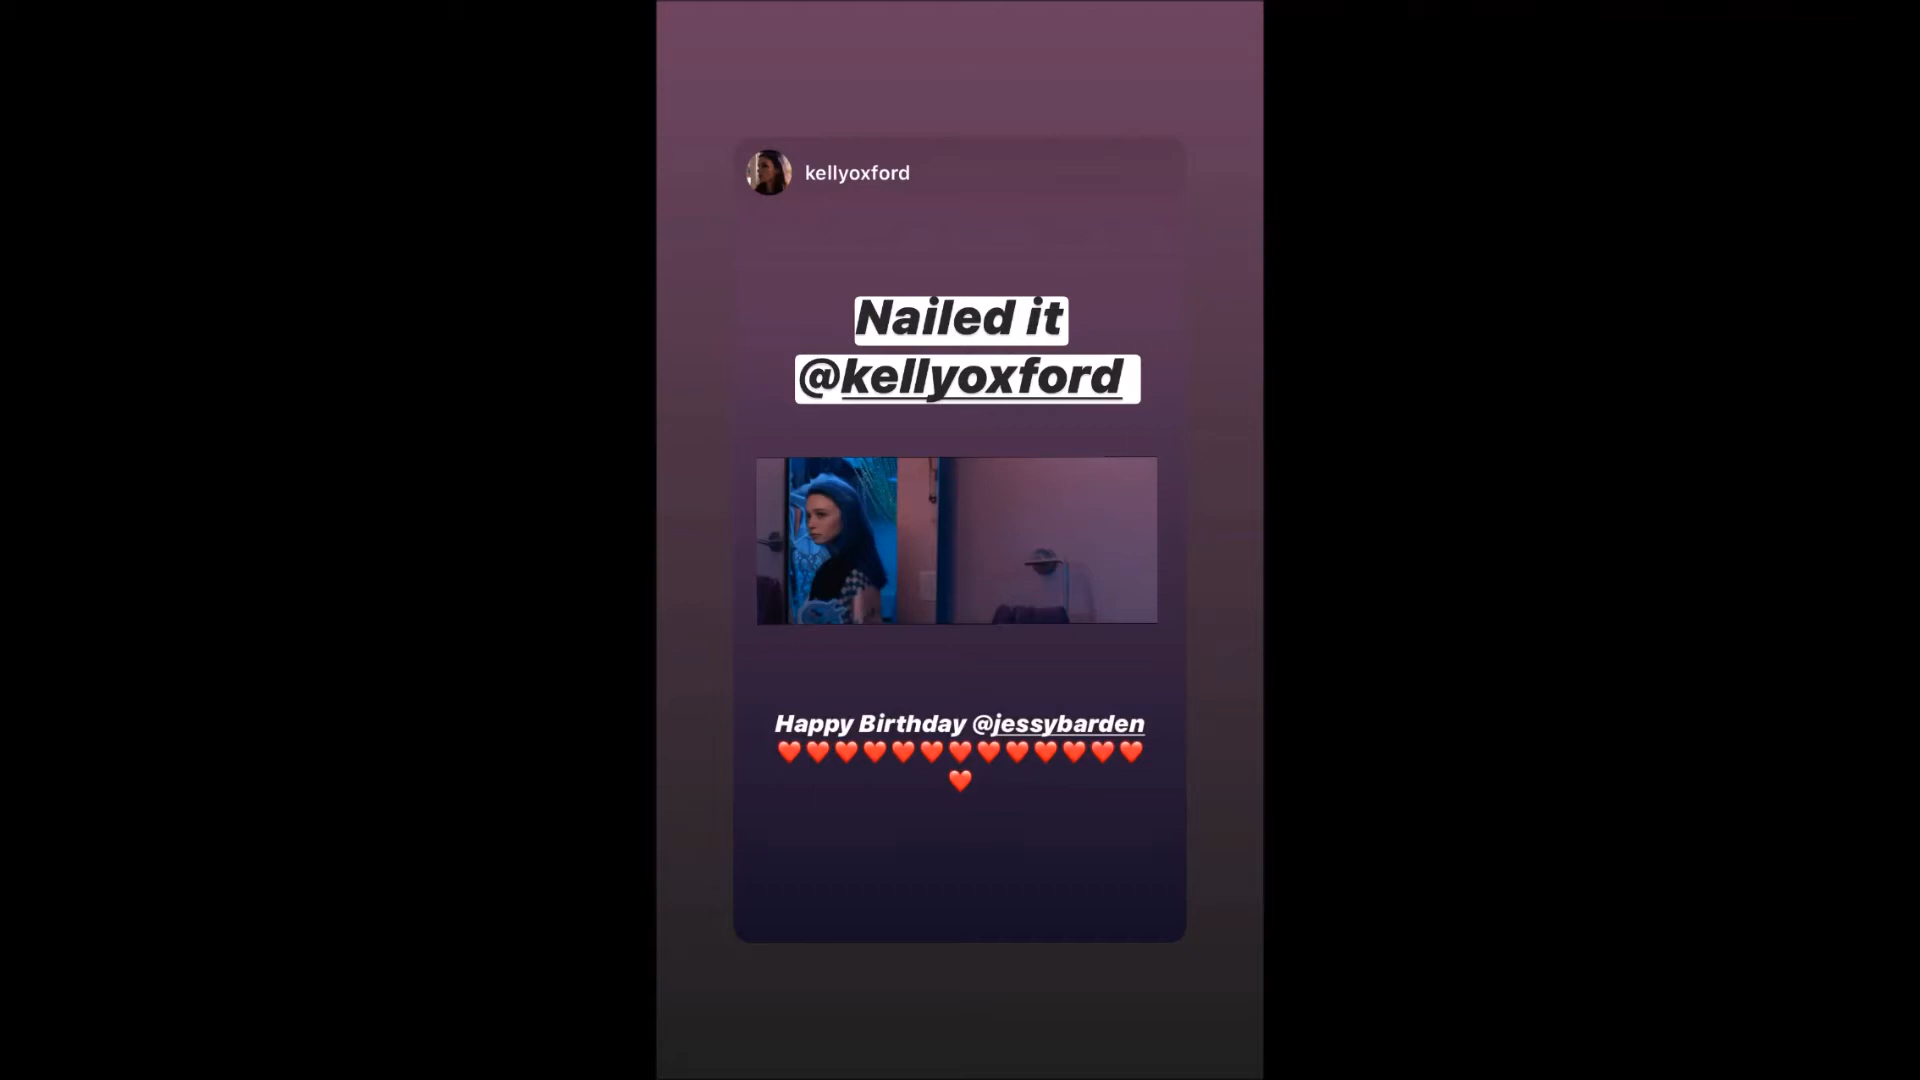 kellyoxford
Nailed it
@kellyoxford
Happy Birthday @jessybarden
❤️❤️❤️❤️❤️❤️❤️❤️❤️❤️❤️❤️❤️
❤️